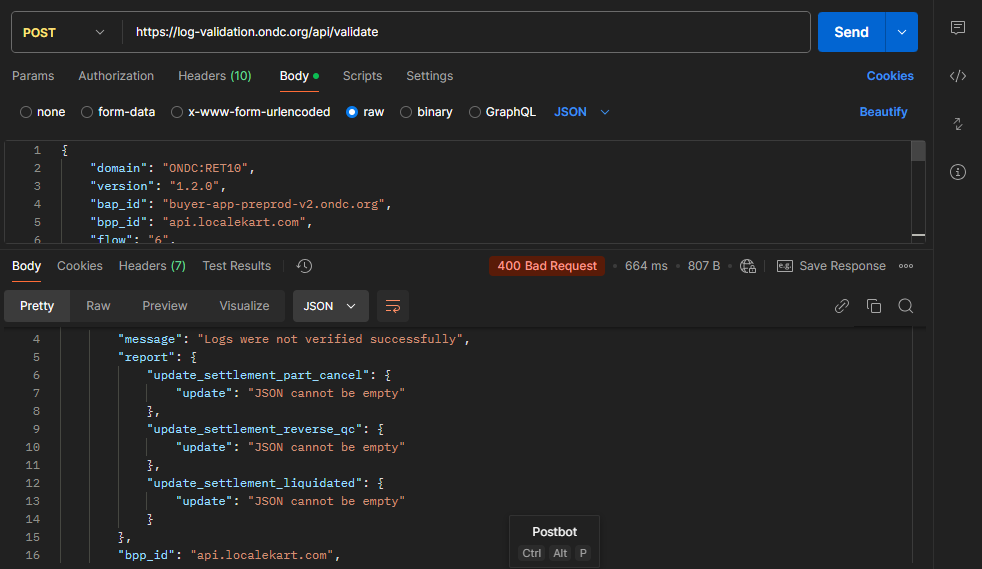 POST https://log-validation.ondc.org/api/validate Send
Params Authorization Headers (10) Body Scripts Settings Cookies
none form-data x-www-form-urlencoded raw binary GraphQL JSON Beautify
1 {
2 "domain": "ONDC:RET10",
3 "version": "1.2.0",
4 "bap_id": "buyer-app-preprod-v2.ondc.org",
5 "bpp_id": "api.localekart.com",
6 "flow": "6",
Body Cookies Headers (7) Test Results 400 Bad Request 664 ms 807 B e.g. Save Response
Pretty Raw Preview Visualize JSON
4 "message": "Logs were not verified successfully",
5 "report": {
6 "update_settlement_part_cancel": {
7 "update": "JSON cannot be empty"
8 },
9 "update_settlement_reverse_qc": {
10 "update": "JSON cannot be empty"
11 },
12 "update_settlement_liquidated": {
13 "update": "JSON cannot be empty"
14 }
15 },
16 "bpp_id": "api.localekart.com",
Postbot
Ctrl Alt P